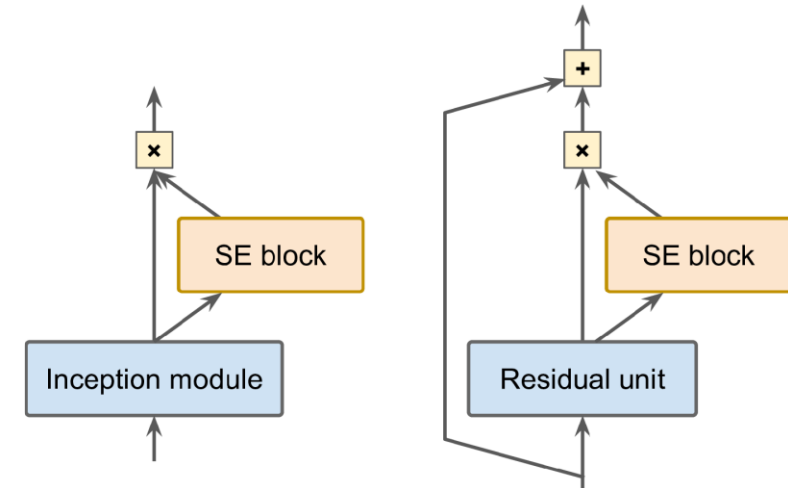 +
×
×
SE block
SE block
Inception module
Residual unit